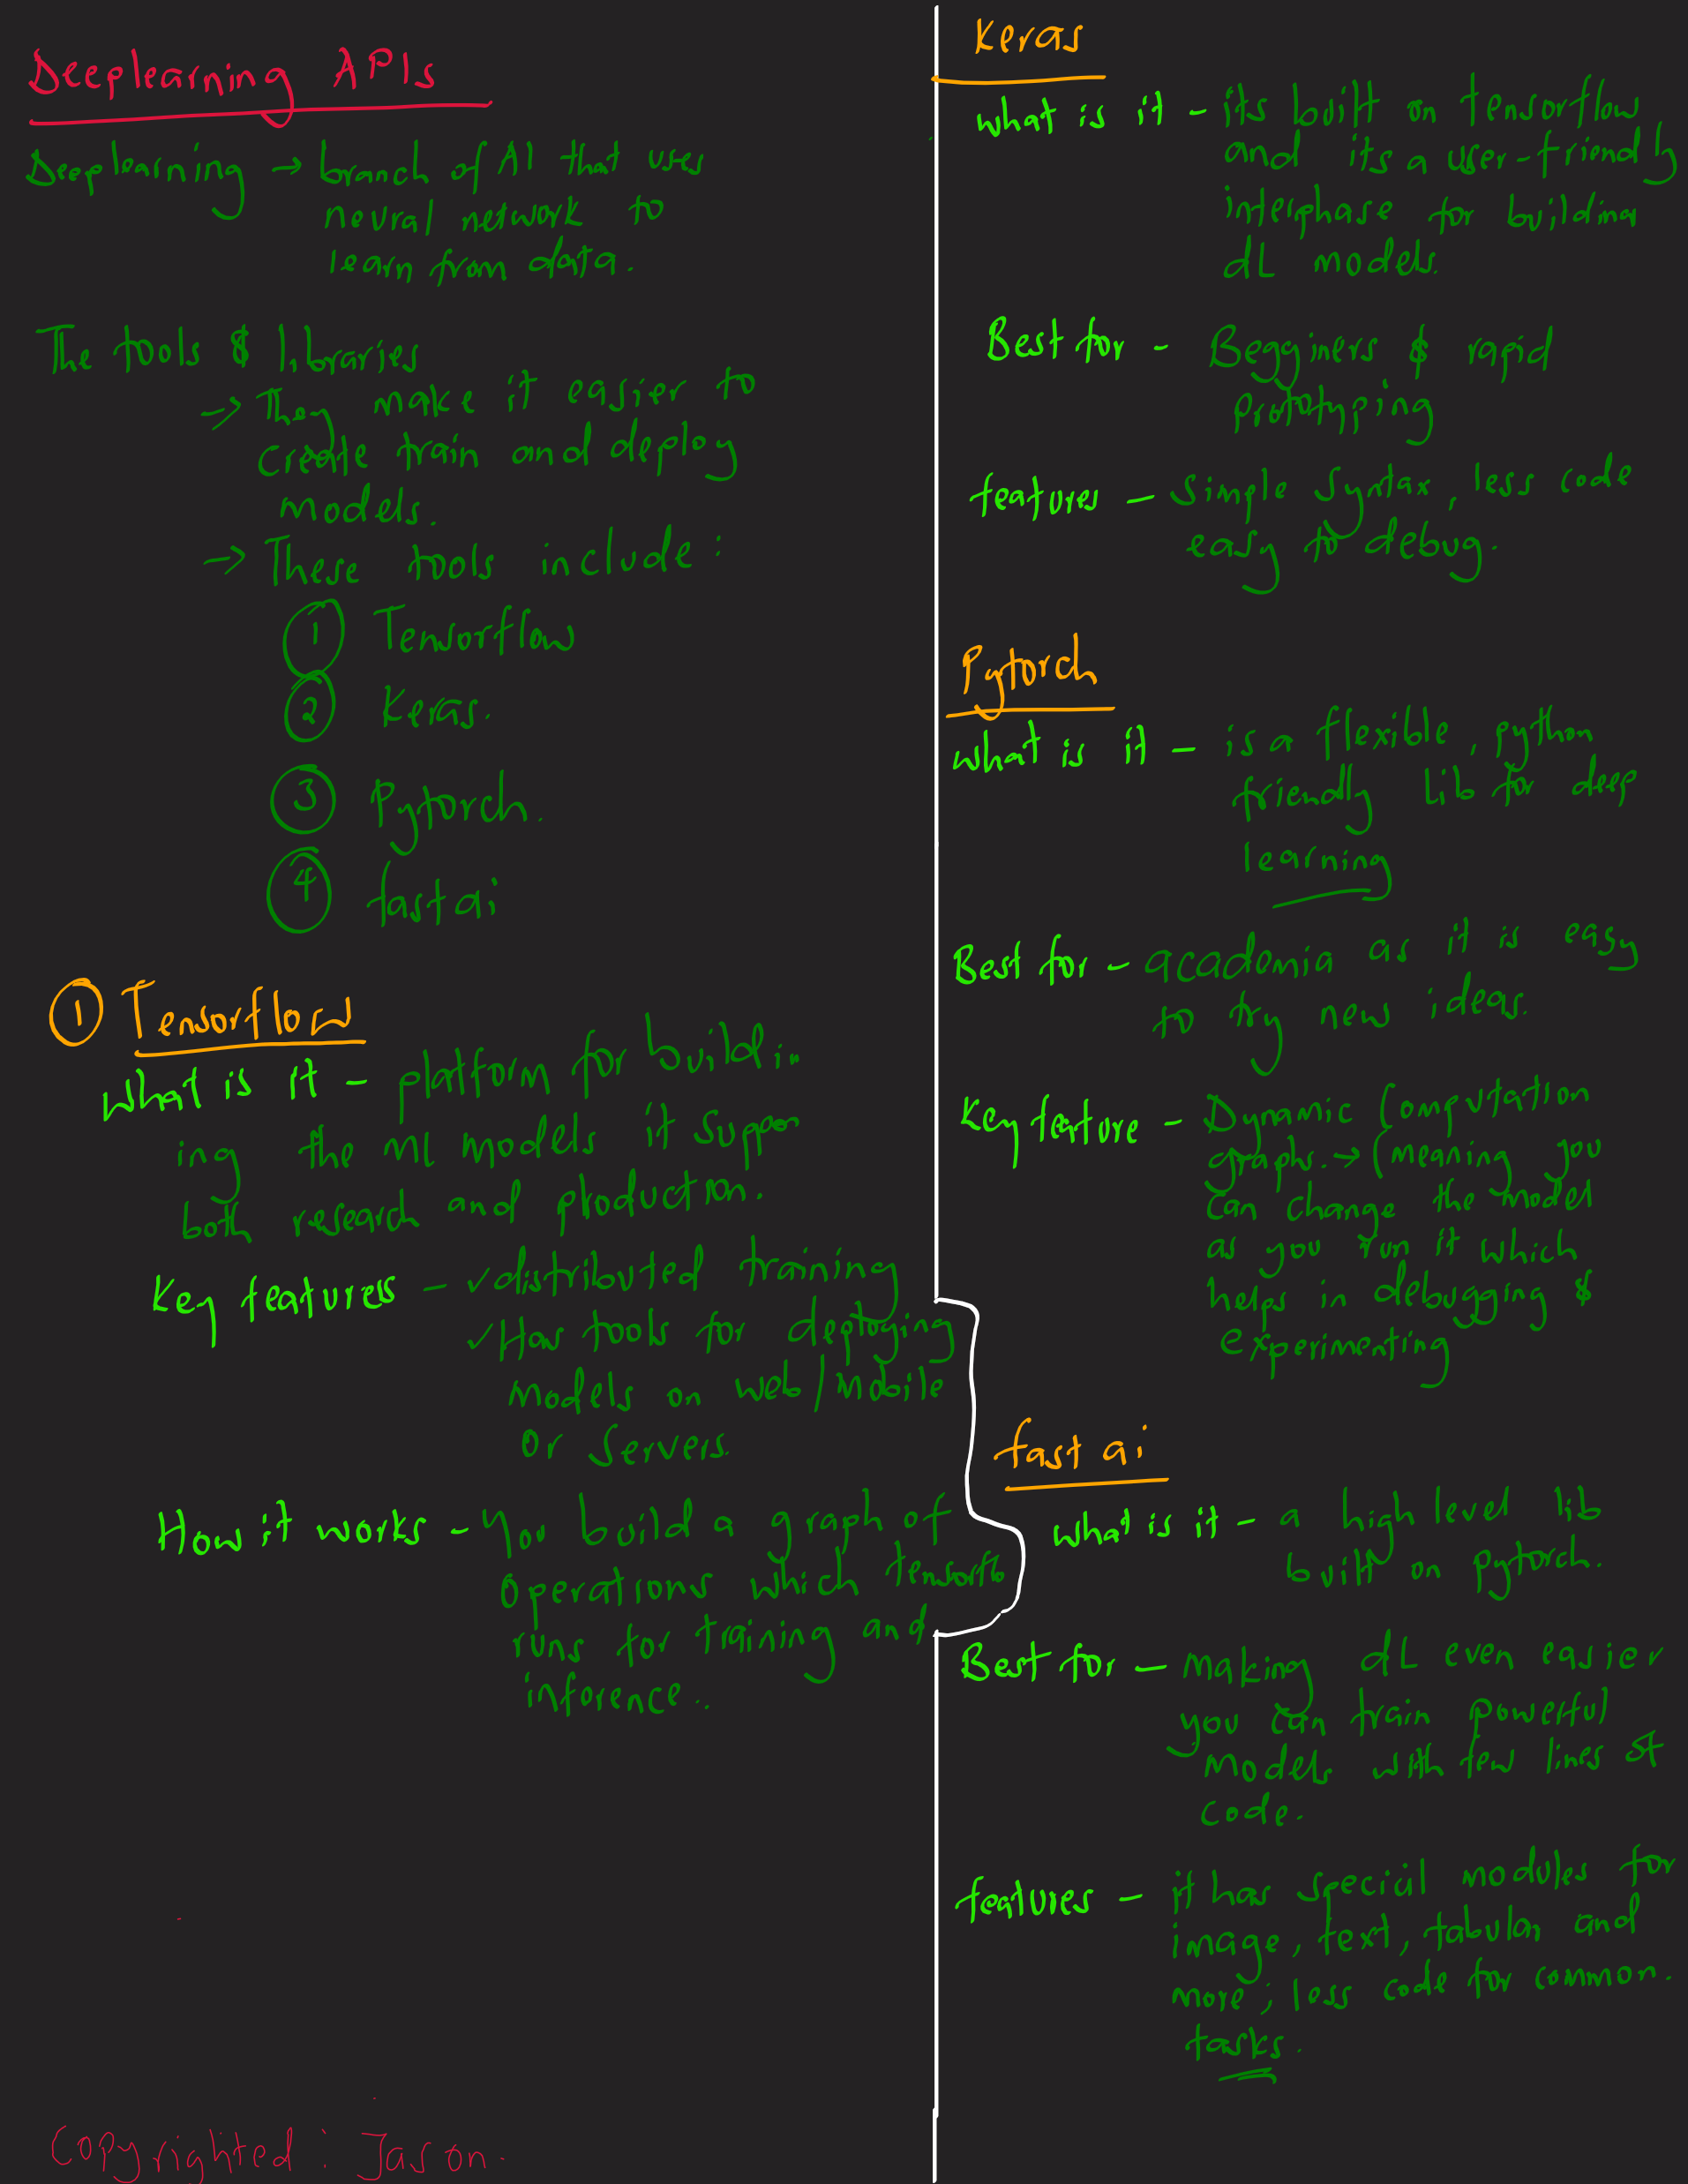 Deeplearning APIs
Deeplearning → branch of AI that uses
neural network to
learn from data.
The tools & libraries
→ They make it easier to
create train and deploy
models.
→ These tools include:
① Tensorflow
② Keras.
③ Pytorch.
④ fast ai
① Tensorflow
What is it - platform for buildin
ing the ML models it suppor
both research and production.
Key features - ✓distributed training
✓Has tools for deploying
models on web/mobile
or servers.
How it works - You build a graph of
operations which tensorflo
runs for training and
inference..
Copyrighted: Jason.
Keras
What is it - its built on tensorflow
and its a user-friendly
interphase for building
dL models.
Best for - Begginers & rapid
prototyping
features - Simple Syntax, less code
easy to debug.
Pytorch
What is it - is a flexible, python
friendly lib for deep
learning
Best for - academia as it is easy
to try new ideas.
Key feature - Dynamic Computation
graphs. → (meaning you
can change the model
as you run it which
helps in debugging &
experimenting
fast ai
What is it - a high level lib
built on pytorch.
Best for - Making dL even easier
you can train powerful
models with few lines of
code.
features - it has special modules for
image, text, tabular and
more; less code for common.
tasks.